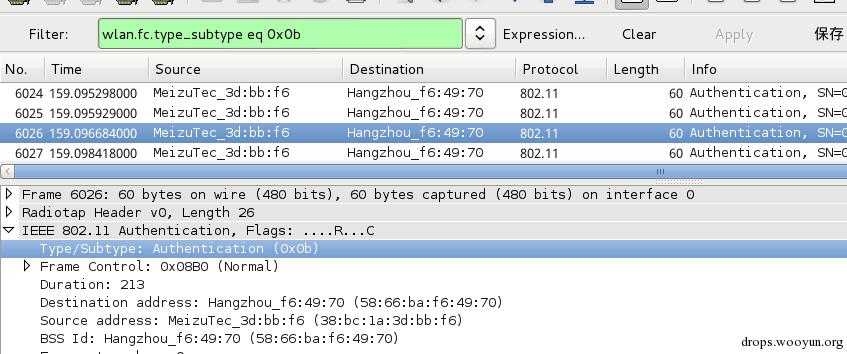 Filter: wlan.fc.type_subtype eq 0x0b Expression... Clear Apply 保存
No. Time Source Destination Protocol Length Info
6024 159.095298000 MeizuTec_3d:bb:f6 Hangzhou_f6:49:70 802.11 60 Authentication, SN=0
6025 159.095929000 MeizuTec_3d:bb:f6 Hangzhou_f6:49:70 802.11 60 Authentication, SN=0
6026 159.096684000 MeizuTec_3d:bb:f6 Hangzhou_f6:49:70 802.11 60 Authentication, SN=0
6027 159.098418000 MeizuTec_3d:bb:f6 Hangzhou_f6:49:70 802.11 60 Authentication, SN=0
Frame 6026: 60 bytes on wire (480 bits), 60 bytes captured (480 bits) on interface 0
Radiotap Header v0, Length 26
IEEE 802.11 Authentication, Flags: ....R...C
Type/Subtype: Authentication (0x0b)
Frame Control: 0x08B0 (Normal)
Duration: 213
Destination address: Hangzhou_f6:49:70 (58:66:ba:f6:49:70)
Source address: MeizuTec_3d:bb:f6 (38:bc:1a:3d:bb:f6)
BSS Id: Hangzhou_f6:49:70 (58:66:ba:f6:49:70)
drops.wooyun.org